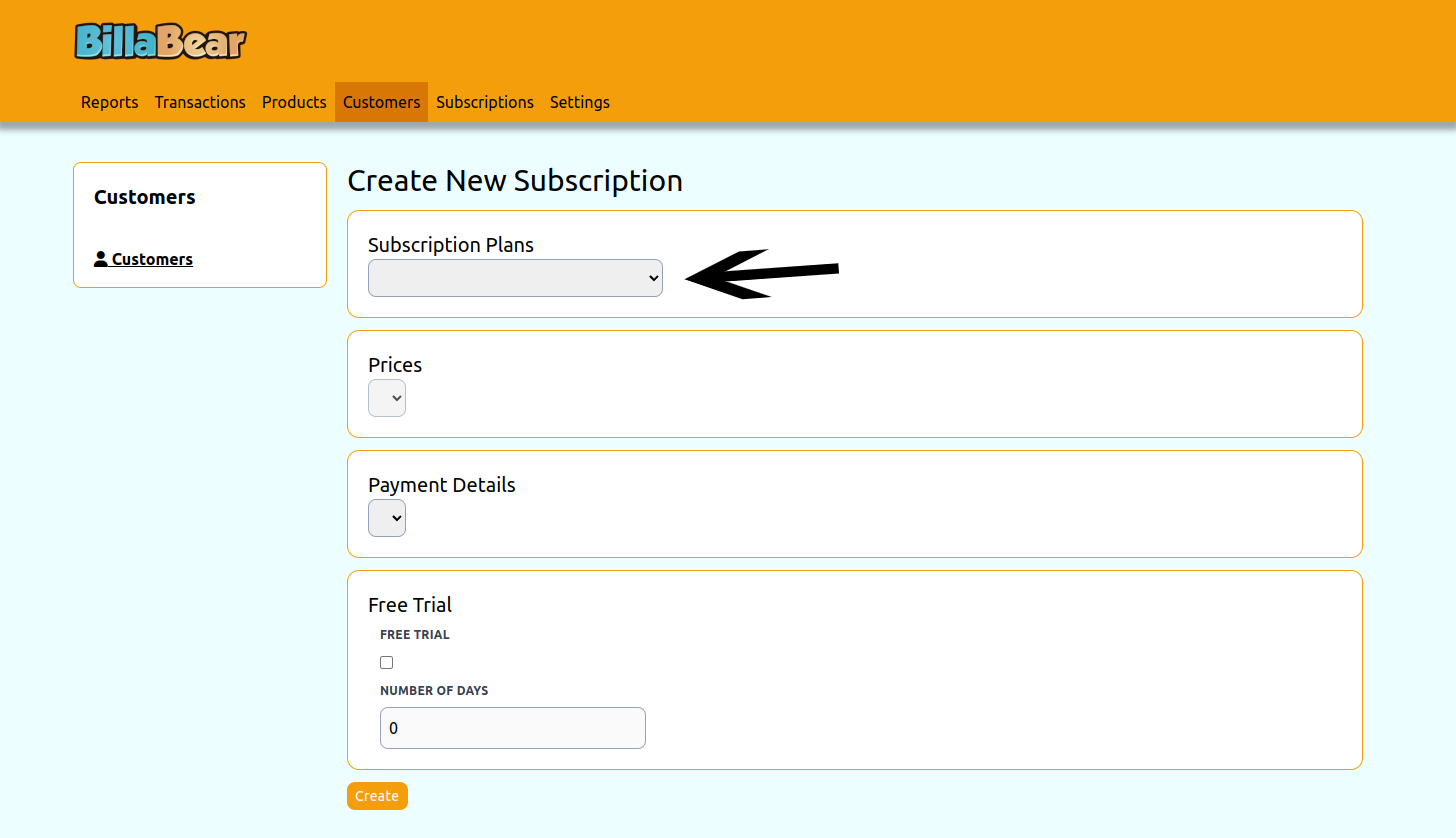 BillaBear
Reports Transactions Products Customers Subscriptions Settings
Customers
Customers
Create New Subscription
Subscription Plans
Prices
Payment Details
Free Trial
FREE TRIAL
NUMBER OF DAYS
0
Create